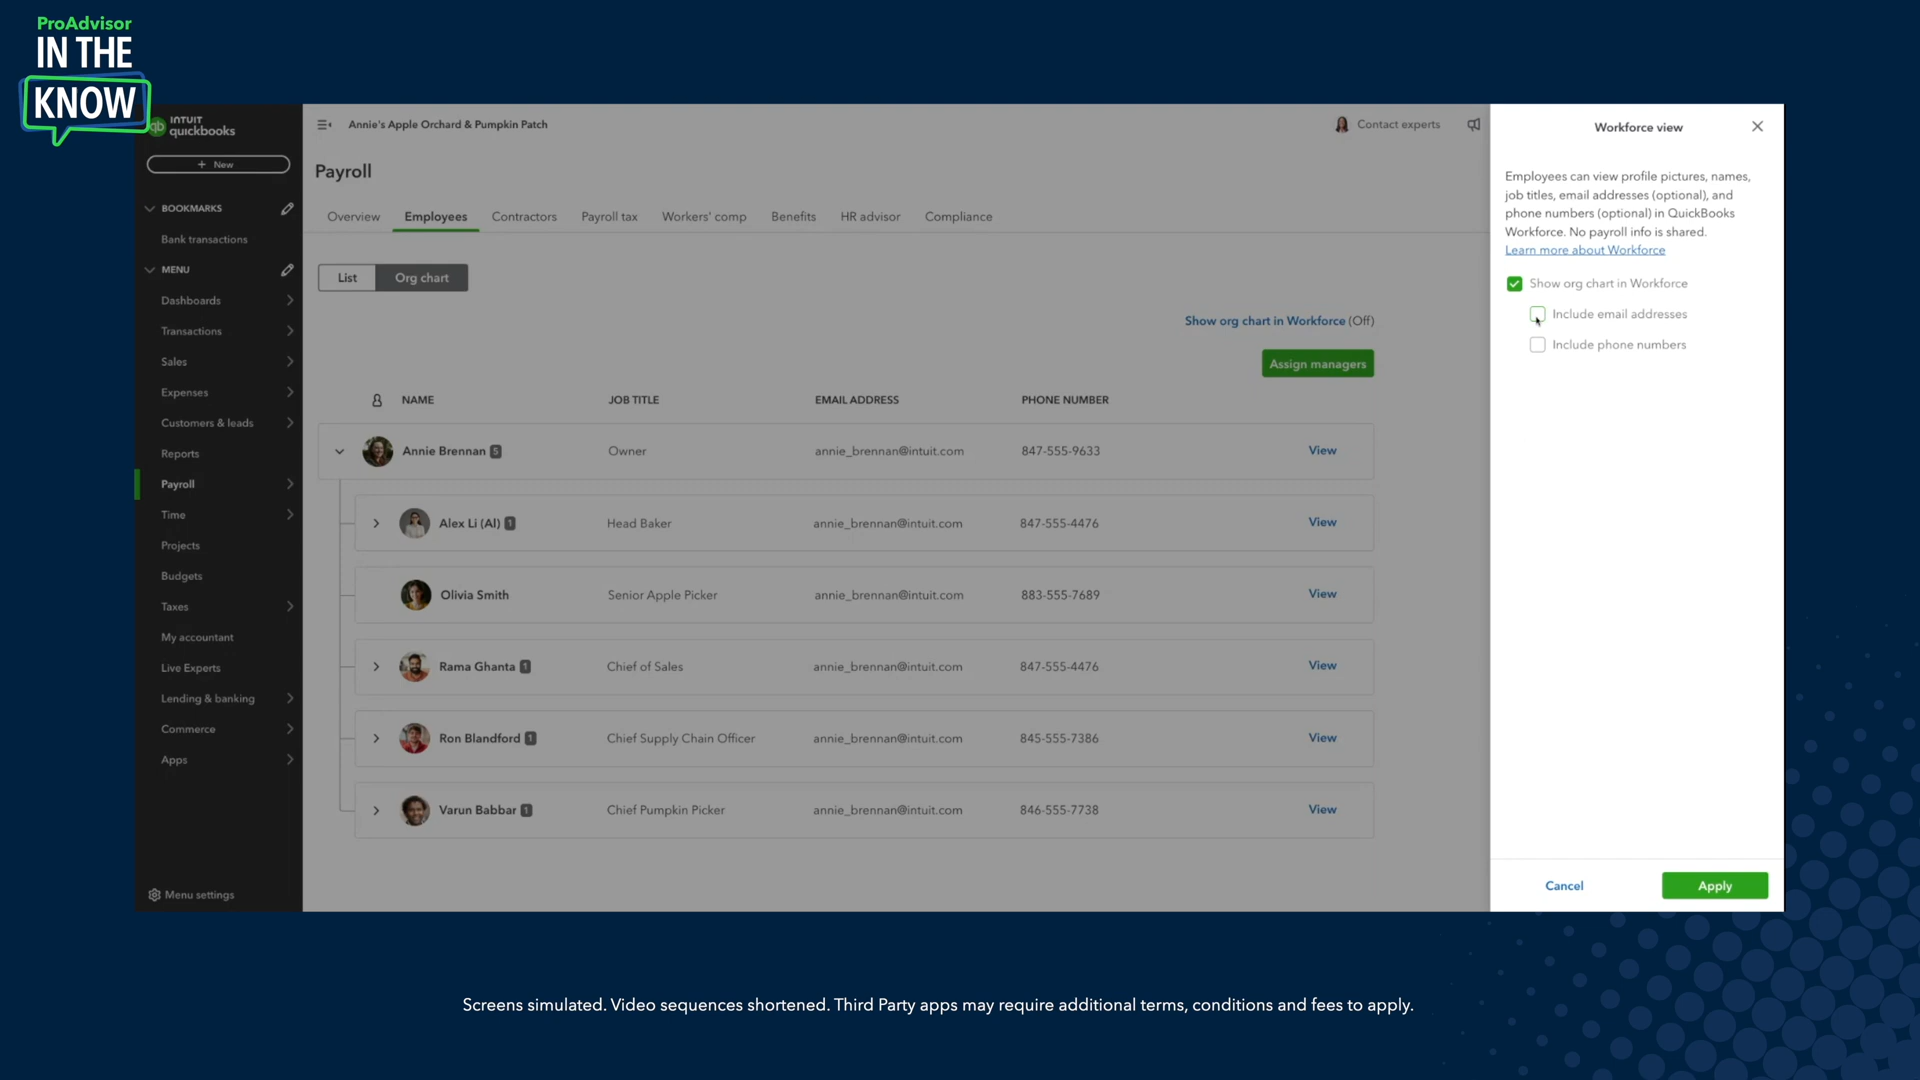 ProAdvisor
IN THE
KNOW
INTUIT
quickbooks
+ New
BOOKMARKS
Bank transactions
MENU
Dashboards
Transactions
Sales
Expenses
Customers & leads
Reports
Payroll
Time
Projects
Budgets
Taxes
My accountant
Live Experts
Lending & banking
Commerce
Apps
Menu settings
Annie's Apple Orchard & Pumpkin Patch
Contact experts
Payroll
Overview Employees Contractors Payroll tax Workers' comp Benefits HR advisor Compliance
List Org chart
Show org chart in Workforce (Off)
Assign managers
NAME JOB TITLE EMAIL ADDRESS PHONE NUMBER
Annie Brennan 5 Owner annie_brennan@intuit.com 847-555-9633 View
Alex Li (Al) 1 Head Baker annie_brennan@intuit.com 847-555-4476 View
Olivia Smith Senior Apple Picker annie_brennan@intuit.com 883-555-7689 View
Rama Ghanta 1 Chief of Sales annie_brennan@intuit.com 847-555-4476 View
Ron Blandford 1 Chief Supply Chain Officer annie_brennan@intuit.com 845-555-7386 View
Varun Babbar 1 Chief Pumpkin Picker annie_brennan@intuit.com 846-555-7738 View
Workforce view
Employees can view profile pictures, names,
job titles, email addresses (optional), and
phone numbers (optional) in QuickBooks
Workforce. No payroll info is shared.
Learn more about Workforce
Show org chart in Workforce
Include email addresses
Include phone numbers
Cancel Apply
Screens simulated. Video sequences shortened. Third Party apps may require additional terms, conditions and fees to apply.